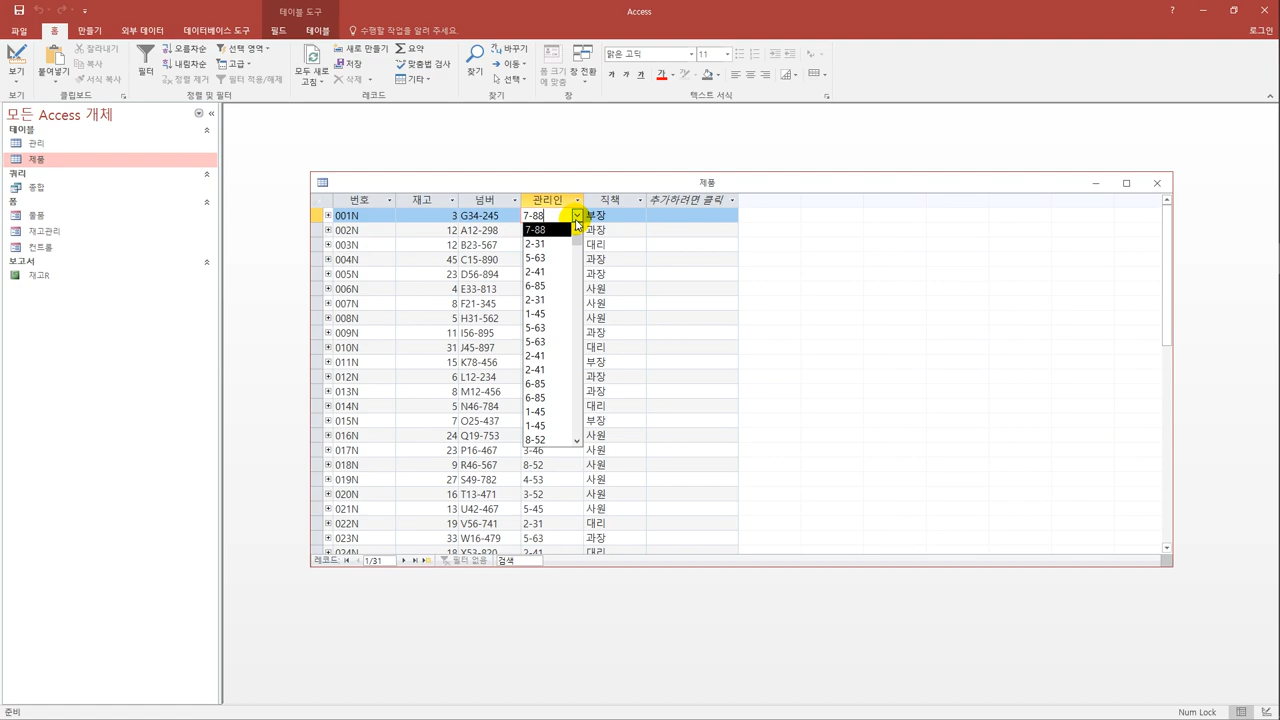 테이블 도구
Access
파일
홈
만들기
외부 데이터
데이터베이스 도구
필드
테이블
수행할 작업을 알려 주세요.
로그인
보기
붙여넣기
잘라내기
복사
서식 복사
필터
오름차순
내림차순
정렬 제거
선택 영역
고급
필터 적용/해제
모두 새로 고침
새로 만들기
저장
삭제
요약
맞춤법 검사
기타
찾기
바꾸기
이동
선택
폼 크기에 맞춤
창 전환
맑은 고딕
11
가 가 가
보기
클립보드
정렬 및 필터
레코드
찾기
창
텍스트 서식
모든 Access 개체
테이블
관리
제품
쿼리
종합
폼
물품
재고관리
컨트롤
보고서
재고R
제품
번호 재고 넘버 관리인 직책 추가하려면 클릭
001N 3 G34-245 7-88 부장
002N 12 A12-298 과장
003N 12 B23-567 대리
004N 45 C15-890 과장
005N 23 D56-894 과장
006N 4 E33-813 사원
007N 8 F21-345 사원
008N 5 H31-562 사원
009N 11 I56-895 과장
010N 31 J45-897 대리
011N 15 K78-456 부장
012N 6 L12-234 과장
013N 8 M12-456 과장
014N 5 N46-784 대리
015N 7 O25-437 부장
016N 24 Q19-753 사원
017N 23 P16-467 3-46 사원
018N 9 R46-567 8-52 사원
019N 27 S49-782 4-53 사원
020N 16 T13-471 3-52 사원
021N 13 U42-467 5-45 사원
022N 19 V56-741 2-31 대리
023N 33 W16-479 5-63 과장
024N 18 X53-820 2-41 대리
7-88
2-31
5-63
2-41
6-85
2-31
1-45
5-63
5-63
2-41
2-41
6-85
6-85
1-45
1-45
8-52
레코드: 1/31 필터 없음 검색
준비
Num Lock